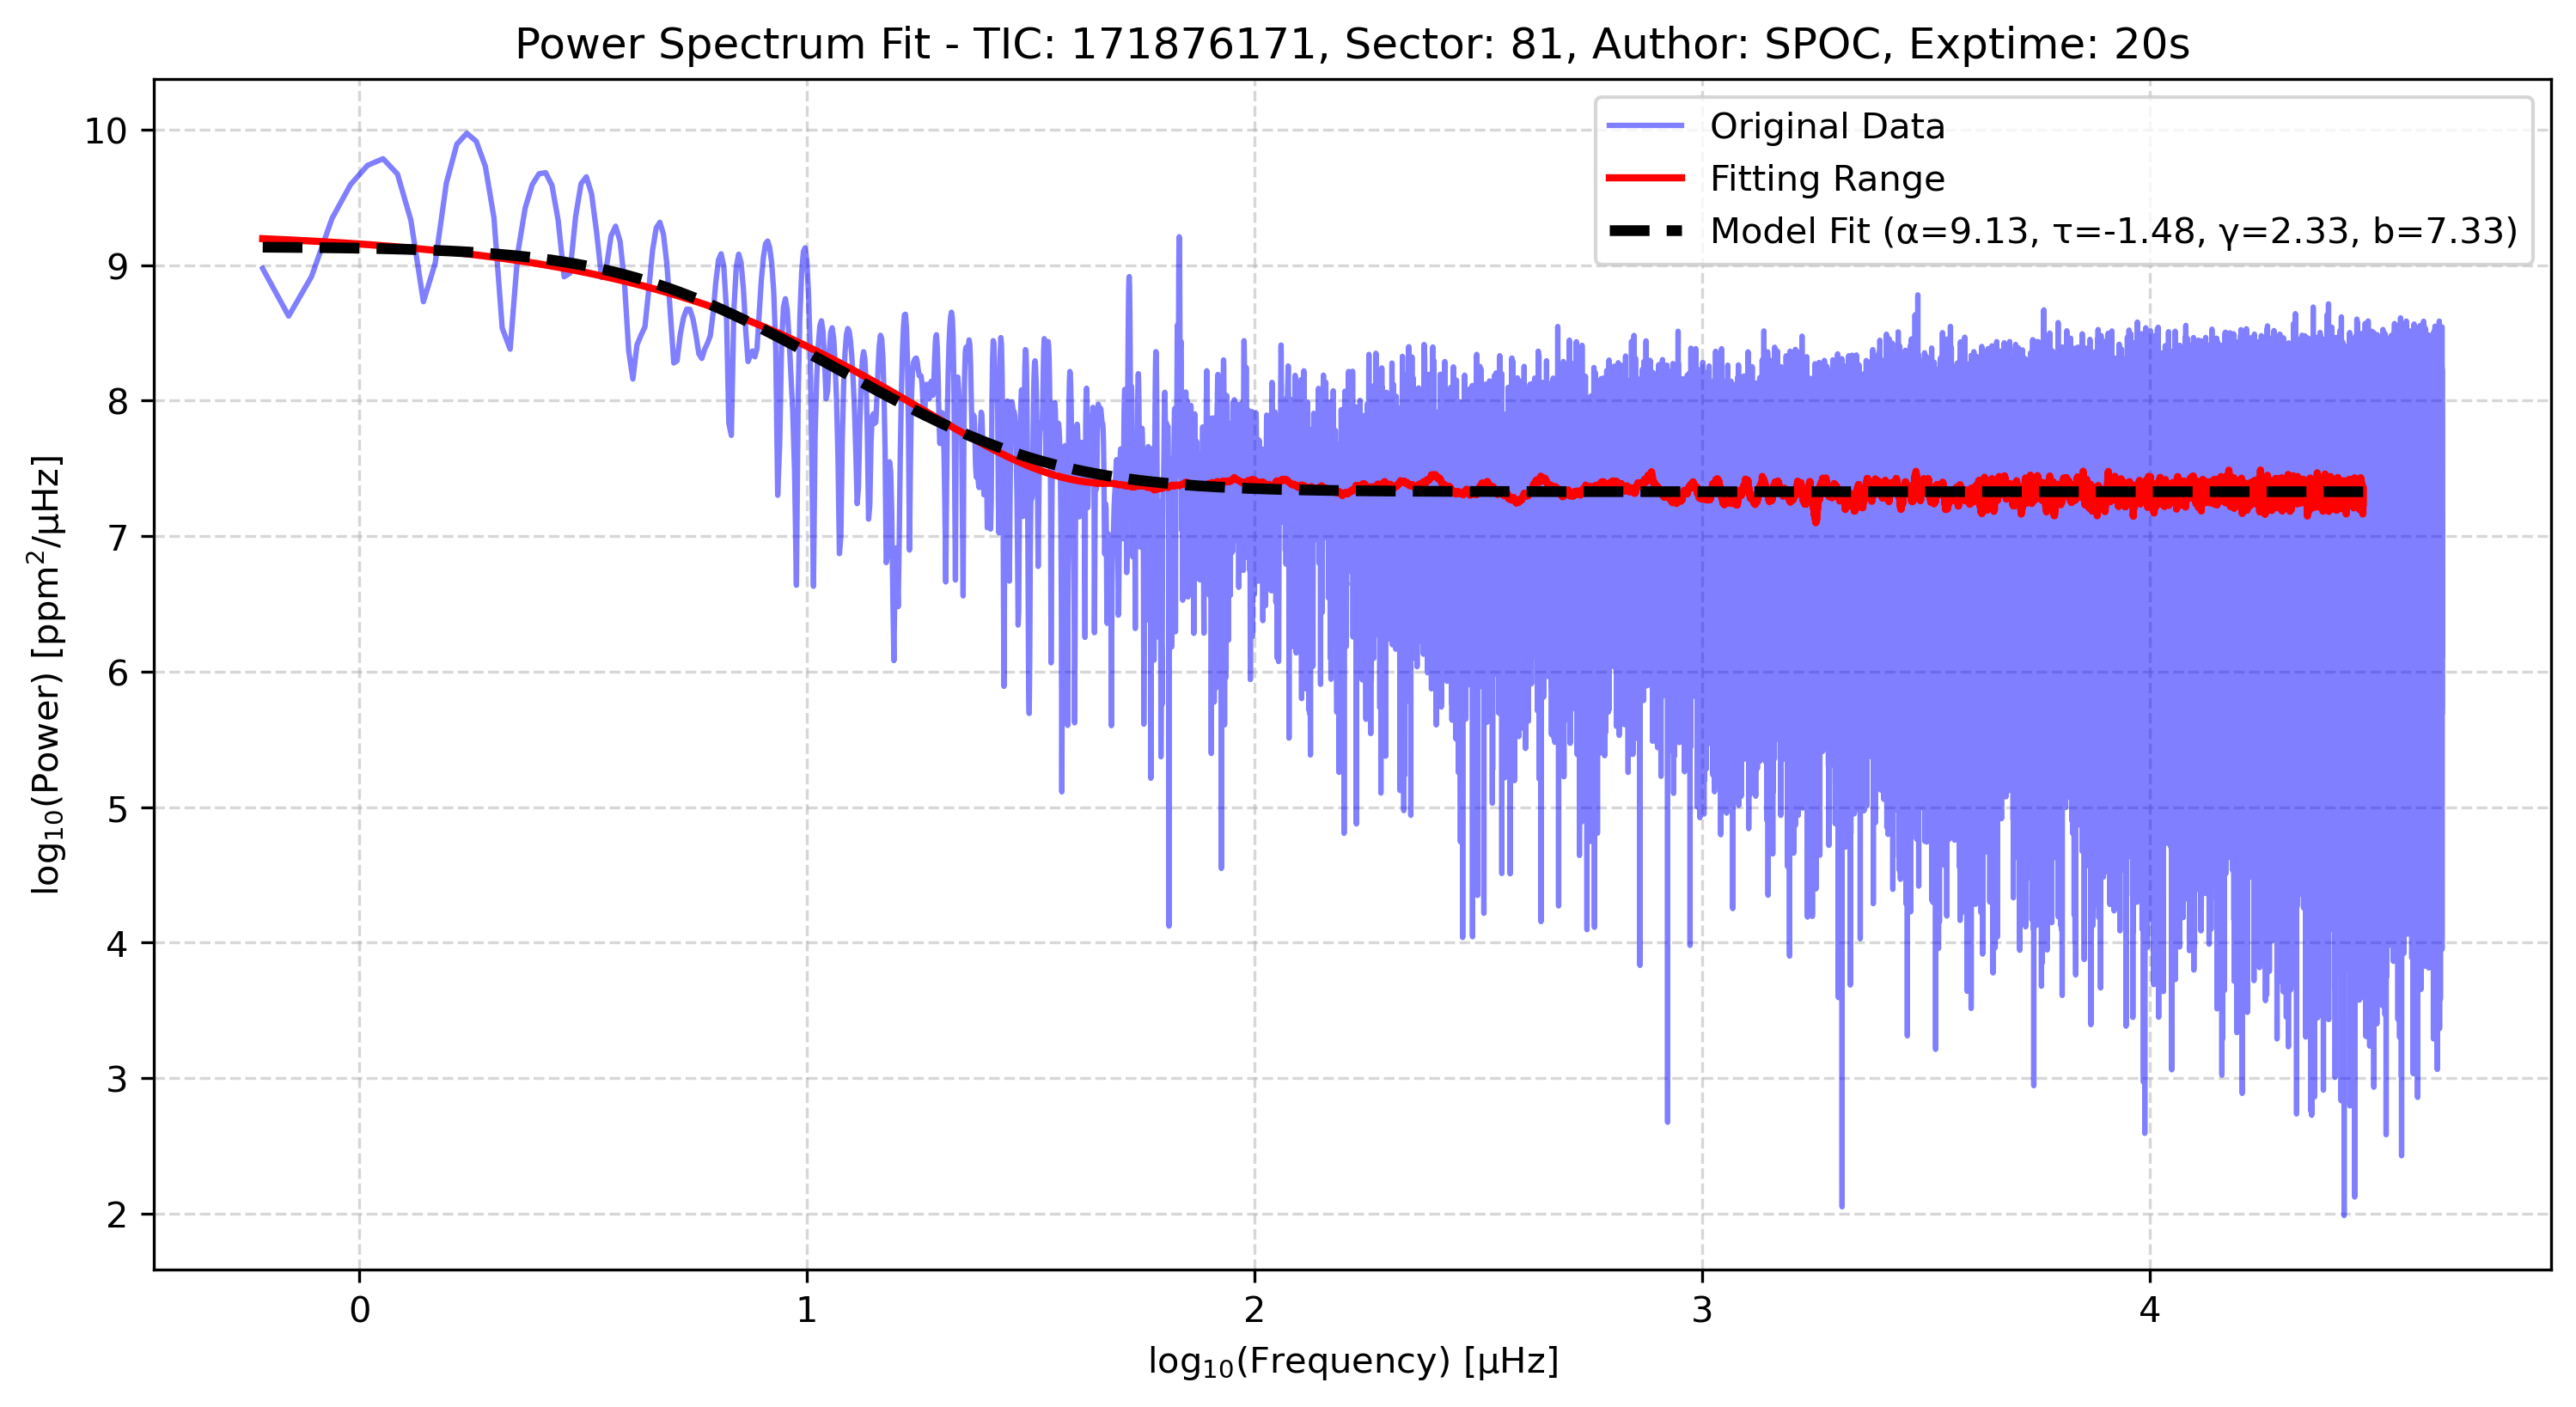 Power Spectrum Fit - TIC: 171876171, Sector: 81, Author: SPOC, Exptime: 20s
Original Data
Fitting Range
Model Fit (α=9.13, τ=-1.48, γ=2.33, b=7.33)
log₁₀(Power) [ppm²/μHz]
10
9
8
7
6
5
4
3
2
0 1 2 3 4
log₁₀(Frequency) [μHz]